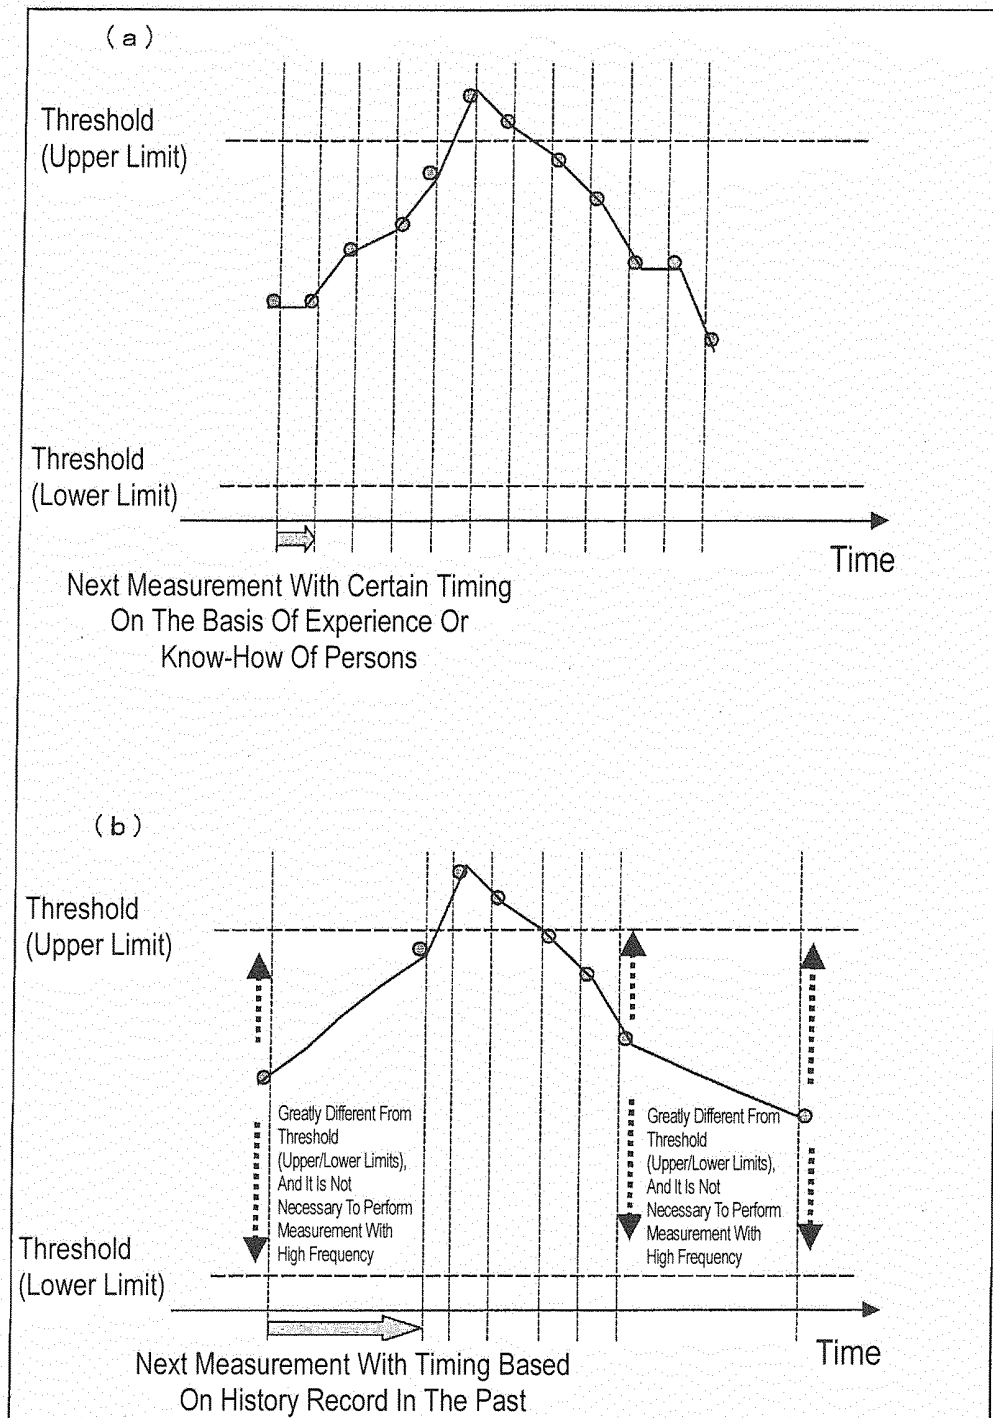 (a)
Threshold
(Upper Limit)
Threshold
(Lower Limit)
Time
Next Measurement With Certain Timing
On The Basis Of Experience Or
Know-How Of Persons
(b)
Threshold
(Upper Limit)
Greatly Different From
Threshold
(Upper/Lower Limits),
And It Is Not
Necessary To Perform
Measurement With
High Frequency
Greatly Different From
Threshold
(Upper/Lower Limits),
And It Is Not
Necessary To Perform
Measurement With
High Frequency
Threshold
(Lower Limit)
Time
Next Measurement With Timing Based
On History Record In The Past